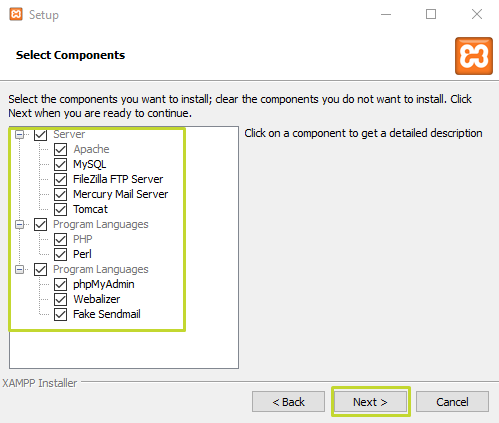 Setup
Select Components
Select the components you want to install; clear the components you do not want to install. Click
Next when you are ready to continue.
Click on a component to get a detailed description
Server
Apache
MySQL
FileZilla FTP Server
Mercury Mail Server
Tomcat
Program Languages
PHP
Perl
Program Languages
phpMyAdmin
Webalizer
Fake Sendmail
XAMPP Installer
< Back
Next >
Cancel